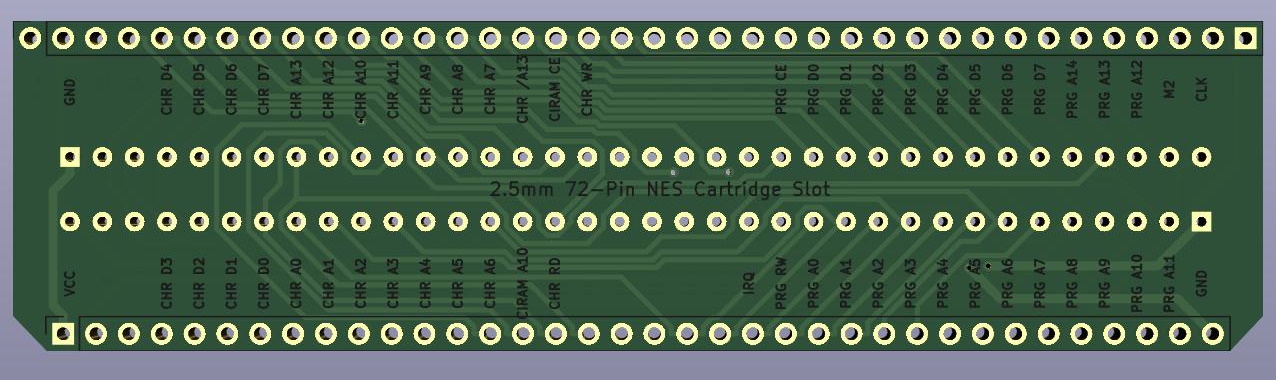 GND CHR D4 CHR D5 CHR D6 CHR D7 CHR A13 CHR A12 CHR A10 CHR A11 CHR A9 CHR A8 CHR A7 CHR /A13 CIRAM CE CHR WR PRG CE PRG D0 PRG D1 PRG D2 PRG D3 PRG D4 PRG D5 PRG D6 PRG D7 PRG A14 PRG A13 PRG A12 M2 CLK
2.5mm 72-Pin NES Cartridge Slot
VCC CHR D3 CHR D2 CHR D1 CHR D0 CHR A0 CHR A1 CHR A2 CHR A3 CHR A4 CHR A5 CHR A6 CIRAM A10 CHR RD IRQ PRG RW PRG A0 PRG A1 PRG A2 PRG A3 PRG A4 PRG A5 PRG A6 PRG A7 PRG A8 PRG A9 PRG A10 PRG A11 GND